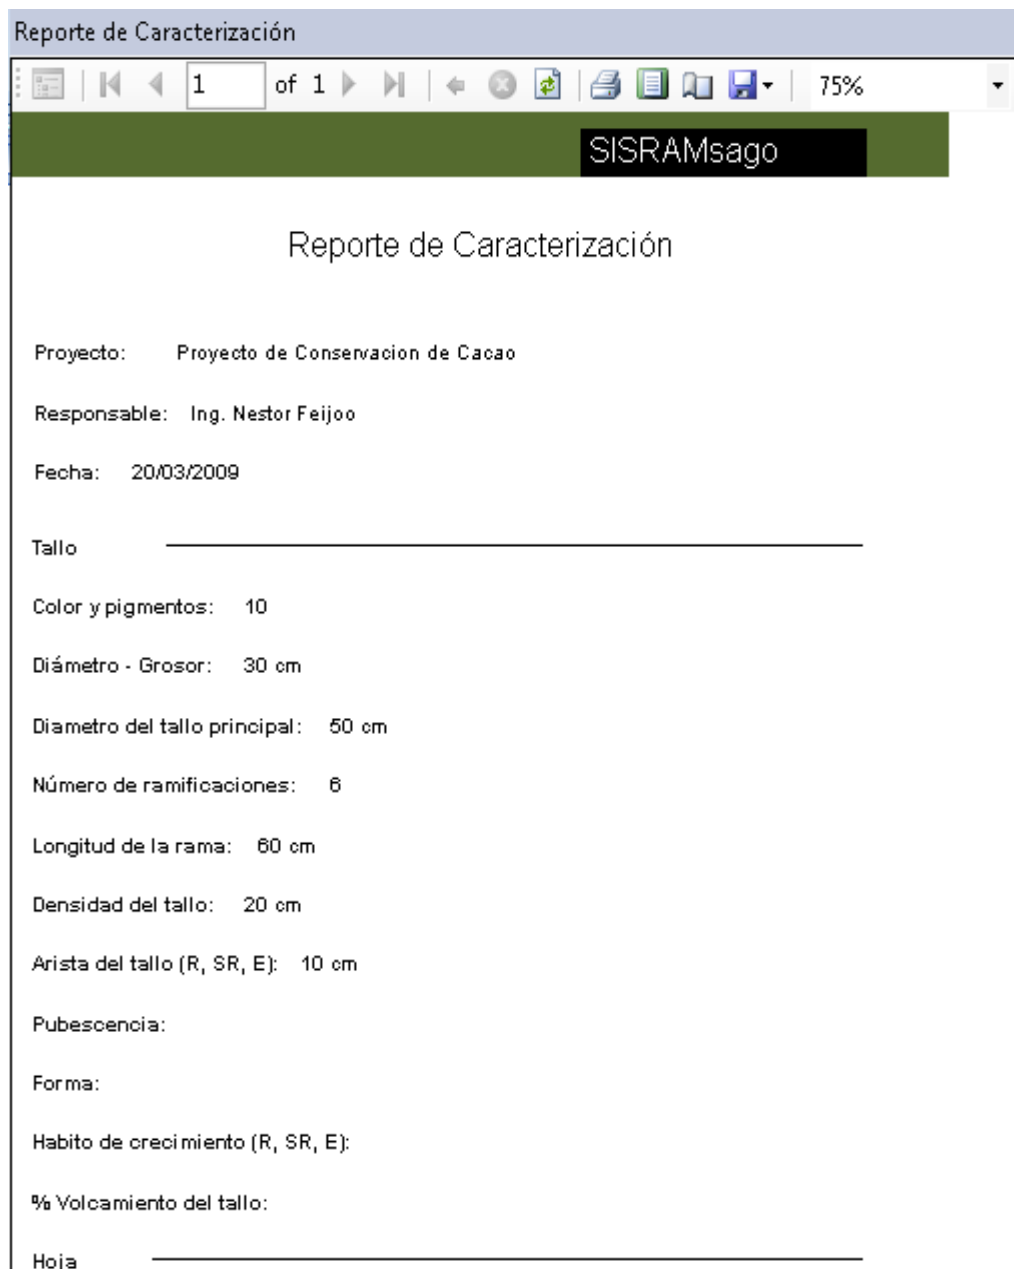 Reporte de Caracterización
1 of 1 75%
SISRAMsago
Reporte de Caracterización
Proyecto: Proyecto de Conservacion de Cacao
Responsable: Ing. Nestor Feijoo
Fecha: 20/03/2009
Tallo
Color y pigmentos: 10
Diámetro - Grosor: 30 cm
Diametro del tallo principal: 50 cm
Número de ramificaciones: 6
Longitud de la rama: 60 cm
Densidad del tallo: 20 cm
Arista del tallo (R, SR, E): 10 cm
Pubescencia:
Forma:
Habito de crecimiento (R, SR, E):
% Volcamiento del tallo:
Hoja